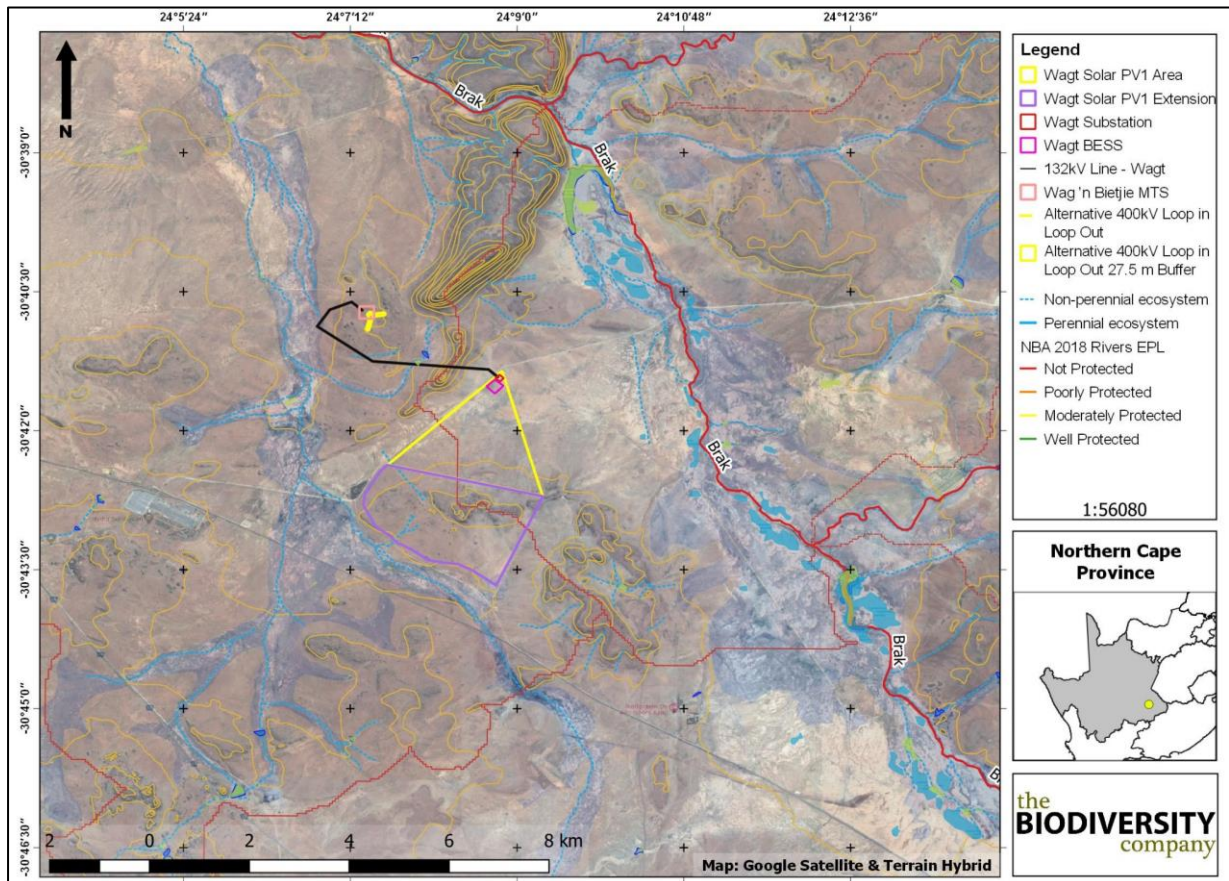 24°5'24" 24°7'12" 24°9'0" 24°10'48" 24°12'36"
-30°39'0"
-30°40'30"
-30°42'0"
-30°43'30"
-30°45'0"
-30°46'30"
N
Brak
Brak
Brak
Brak
2 0 2 4 6 8 km
Map: Google Satellite & Terrain Hybrid
Legend
Wagt Solar PV1 Area
Wagt Solar PV1 Extension
Wagt Substation
Wagt BESS
132kV Line - Wagt
Wag 'n Bietjie MTS
Alternative 400kV Loop in
Loop Out
Alternative 400kV Loop in
Loop Out 27.5 m Buffer
Non-perennial ecosystem
Perennial ecosystem
NBA 2018 Rivers EPL
Not Protected
Poorly Protected
Moderately Protected
Well Protected
1:56080
Northern Cape
Province
the
BIODIVERSITY
company